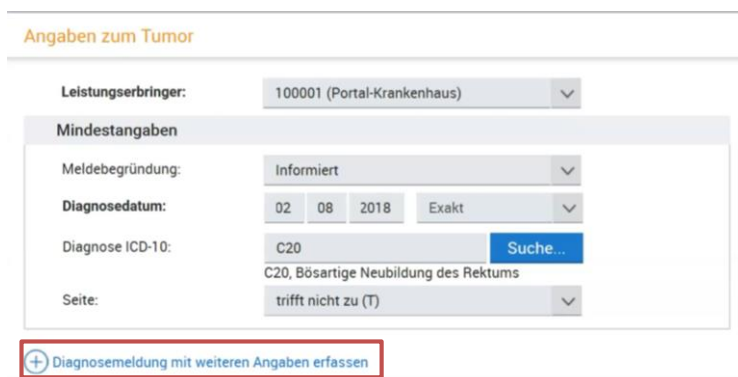 Angaben zum Tumor
Leistungserbringer: 100001 (Portal-Krankenhaus)
Mindestangaben
Meldebegründung: Informiert
Diagnosedatum: 02 08 2018 Exakt
Diagnose ICD-10: C20 Suche...
C20, Bösartige Neubildung des Rektums
Seite: trifft nicht zu (T)
Diagnosemeldung mit weiteren Angaben erfassen